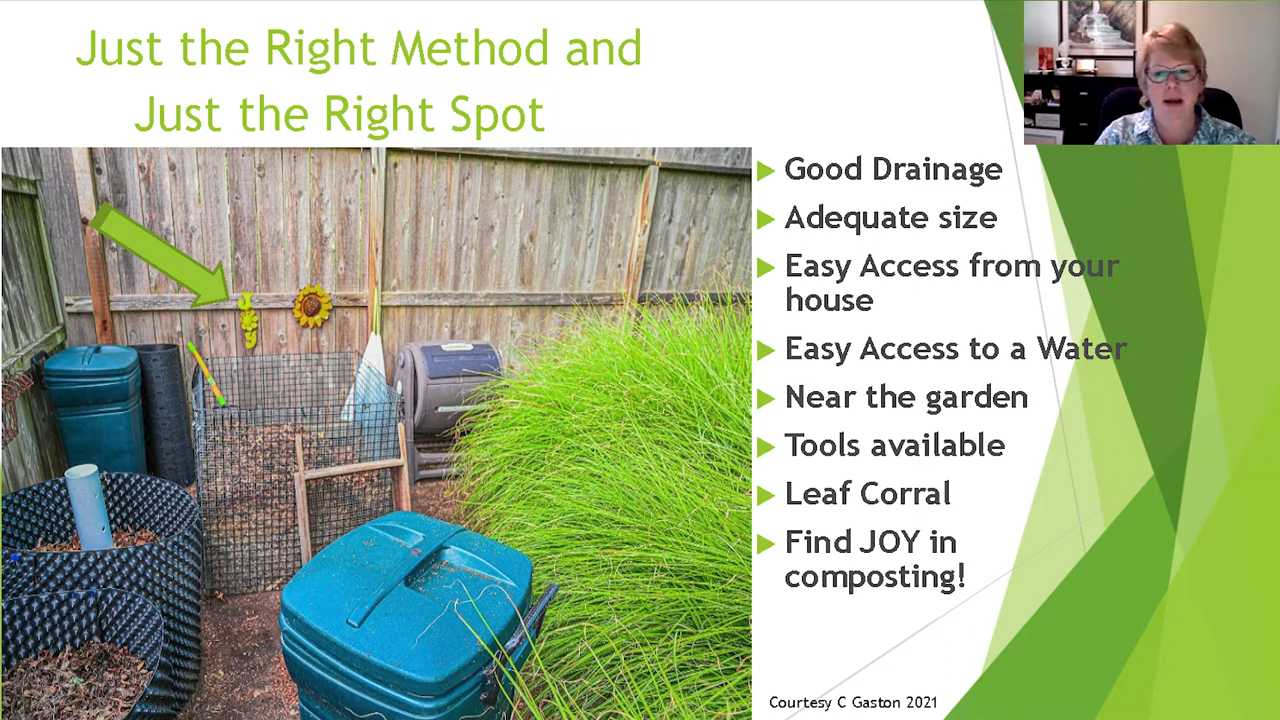 Just the Right Method and
Just the Right Spot
Good Drainage
Adequate size
Easy Access from your
house
Easy Access to a Water
Near the garden
Tools available
Leaf Corral
Find JOY in
composting!
Courtesy C Gaston 2021